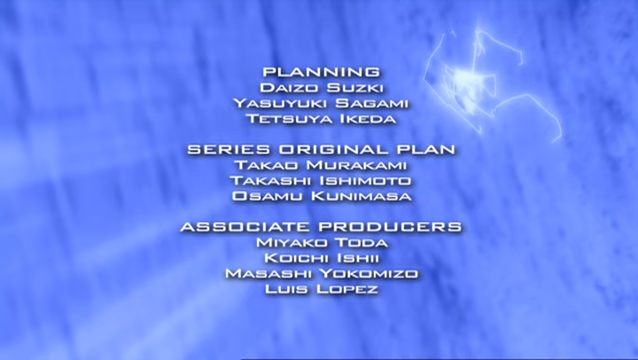 PLANNING
DAIZO SUZKI
YASUYUKI SAGAMI
TETSUYA IKEDA
SERIES ORIGINAL PLAN
TAKAO MURAKAMI
TAKASHI ISHIMOTO
OSAMU KUNIMASA
ASSOCIATE PRODUCERS
MIYAKO TODA
KOICHI ISHII
MASASHI YOKOMIZO
LUIS LOPEZ